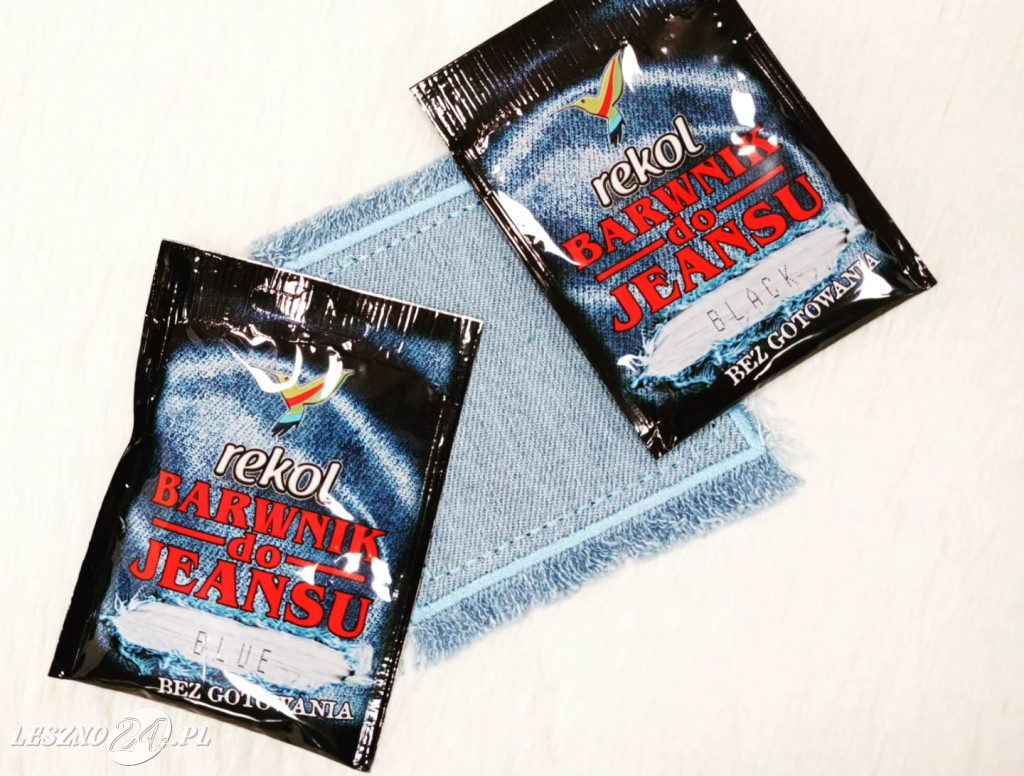 rekol
BARWNIK
do
JEANSU
BLACK
BEZ GOTOWANIA
rekol
BARWNIK
do
JEANSU
BLUE
BEZ GOTOWANIA
LESZNO24.PL